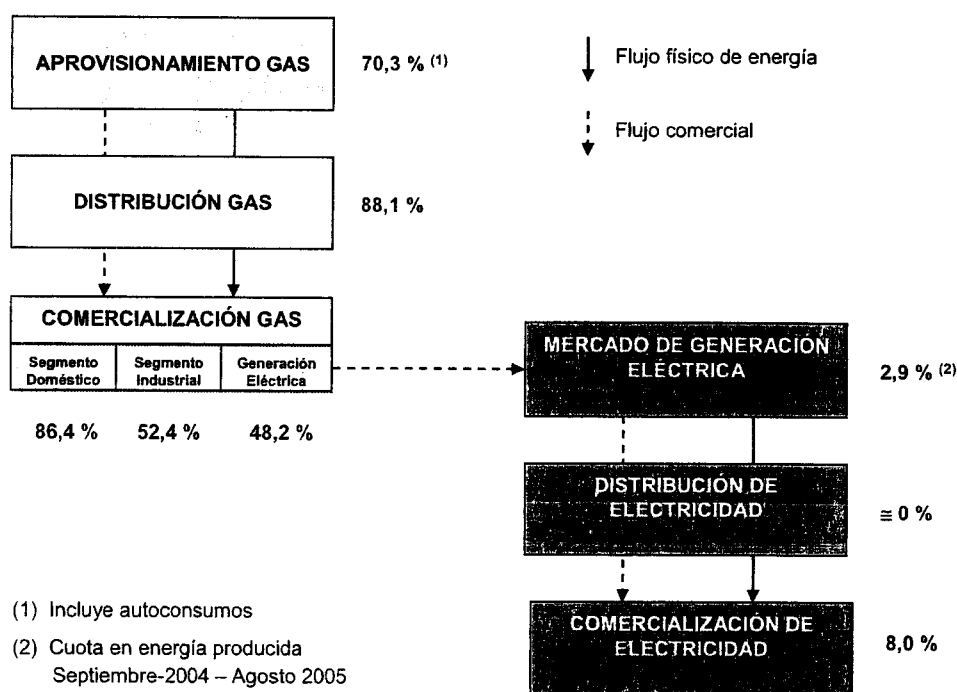 APROVISIONAMIENTO GAS
70,3 % (1)
Flujo físico de energía
Flujo comercial
DISTRIBUCIÓN GAS
88,1 %
COMERCIALIZACIÓN GAS
Segmento
Doméstico
Segmento
Industrial
Generación
Eléctrica
86,4 %
52,4 %
48,2 %
MERCADO DE GENERACIÓN
ELÉCTRICA
2,9 % (2)
DISTRIBUCIÓN DE
ELECTRICIDAD
≅ 0 %
COMERCIALIZACIÓN DE
ELECTRICIDAD
8,0 %
(1) Incluye autoconsumos
(2) Cuota en energía producida
Septiembre-2004 – Agosto 2005